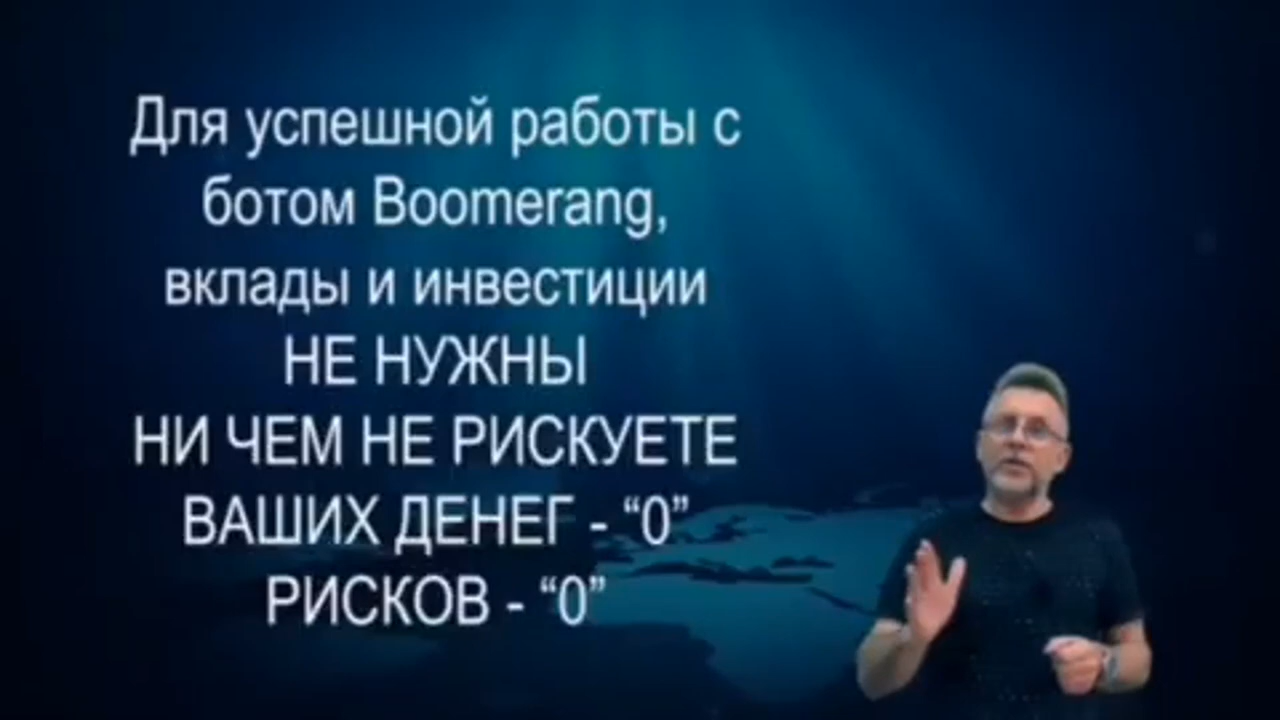 Для успешной работы с
ботом Boomerang,
вклады и инвестиции
НЕ НУЖНЫ
НИ ЧЕМ НЕ РИСКУЕТЕ
ВАШИХ ДЕНЕГ - “0”
РИСКОВ - “0”